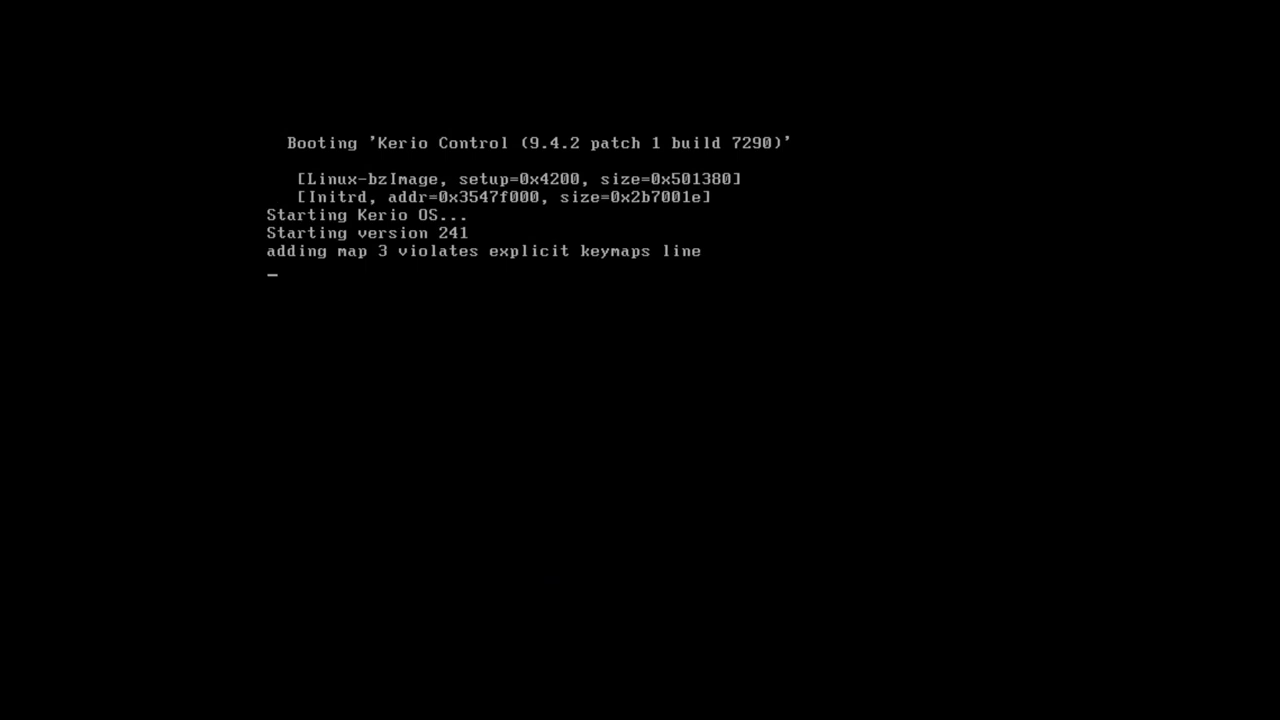 Booting 'Kerio Control (9.4.2 patch 1 build 7290)'
[Linux-bzImage, setup=0x4200, size=0x501380]
[Initrd, addr=0x3547f000, size=0x2b7001e]
Starting Kerio OS...
Starting version 241
adding map 3 violates explicit keymaps line
_